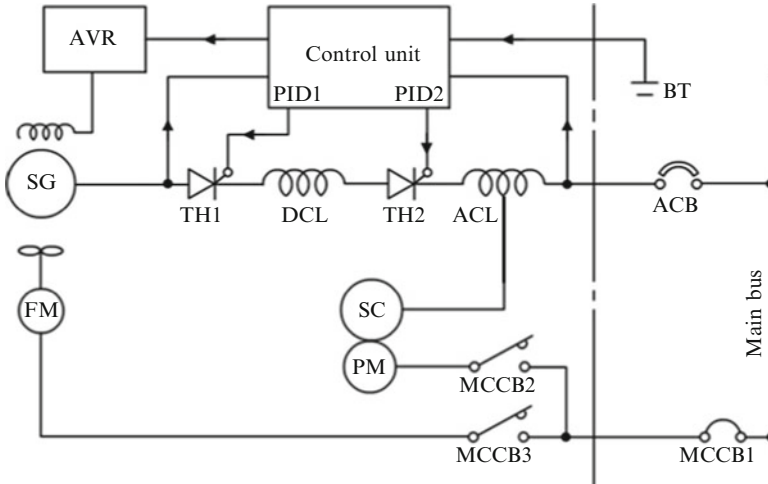 AVR
Control unit
PID1
PID2
BT
SG
TH1
DCL
TH2
ACL
ACB
FM
SC
PM
MCCB2
Main bus
MCCB3
MCCB1